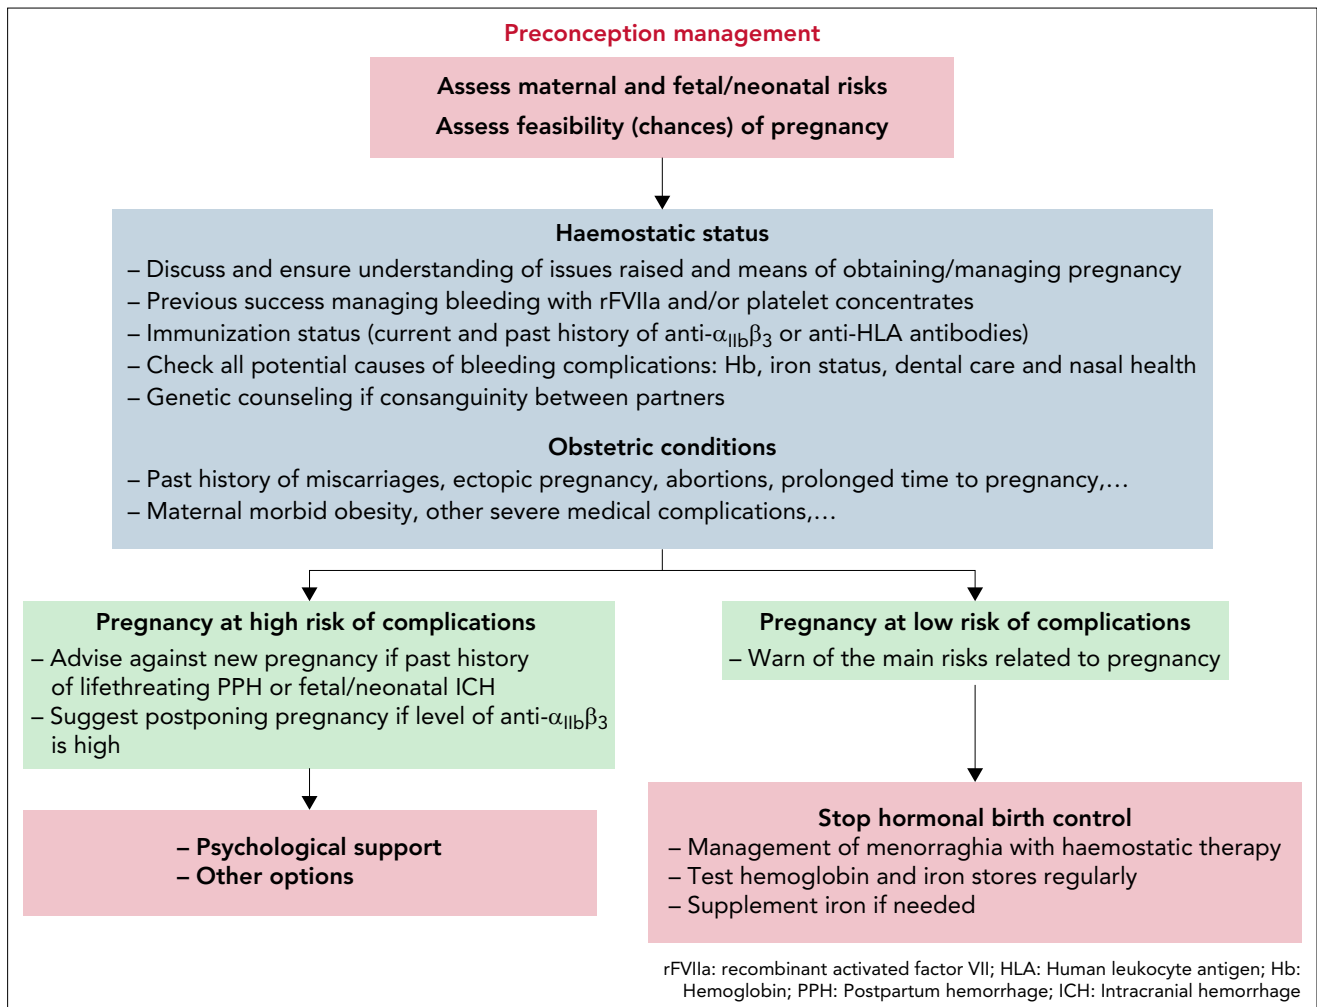 Preconception management
Assess maternal and fetal/neonatal risks
Assess feasibility (chances) of pregnancy
Haemostatic status
– Discuss and ensure understanding of issues raised and means of obtaining/managing pregnancy
– Previous success managing bleeding with rFVIIa and/or platelet concentrates
– Immunization status (current and past history of anti-αIIbβ3 or anti-HLA antibodies)
– Check all potential causes of bleeding complications: Hb, iron status, dental care and nasal health
– Genetic counseling if consanguinity between partners
Obstetric conditions
– Past history of miscarriages, ectopic pregnancy, abortions, prolonged time to pregnancy,…
– Maternal morbid obesity, other severe medical complications,…
Pregnancy at high risk of complications
– Advise against new pregnancy if past history
of lifethreating PPH or fetal/neonatal ICH
– Suggest postponing pregnancy if level of anti-αIIbβ3
is high
– Psychological support
– Other options
Pregnancy at low risk of complications
– Warn of the main risks related to pregnancy
Stop hormonal birth control
– Management of menorraghia with haemostatic therapy
– Test hemoglobin and iron stores regularly
– Supplement iron if needed
rFVIIa: recombinant activated factor VII; HLA: Human leukocyte antigen; Hb:
Hemoglobin; PPH: Postpartum hemorrhage; ICH: Intracranial hemorrhage